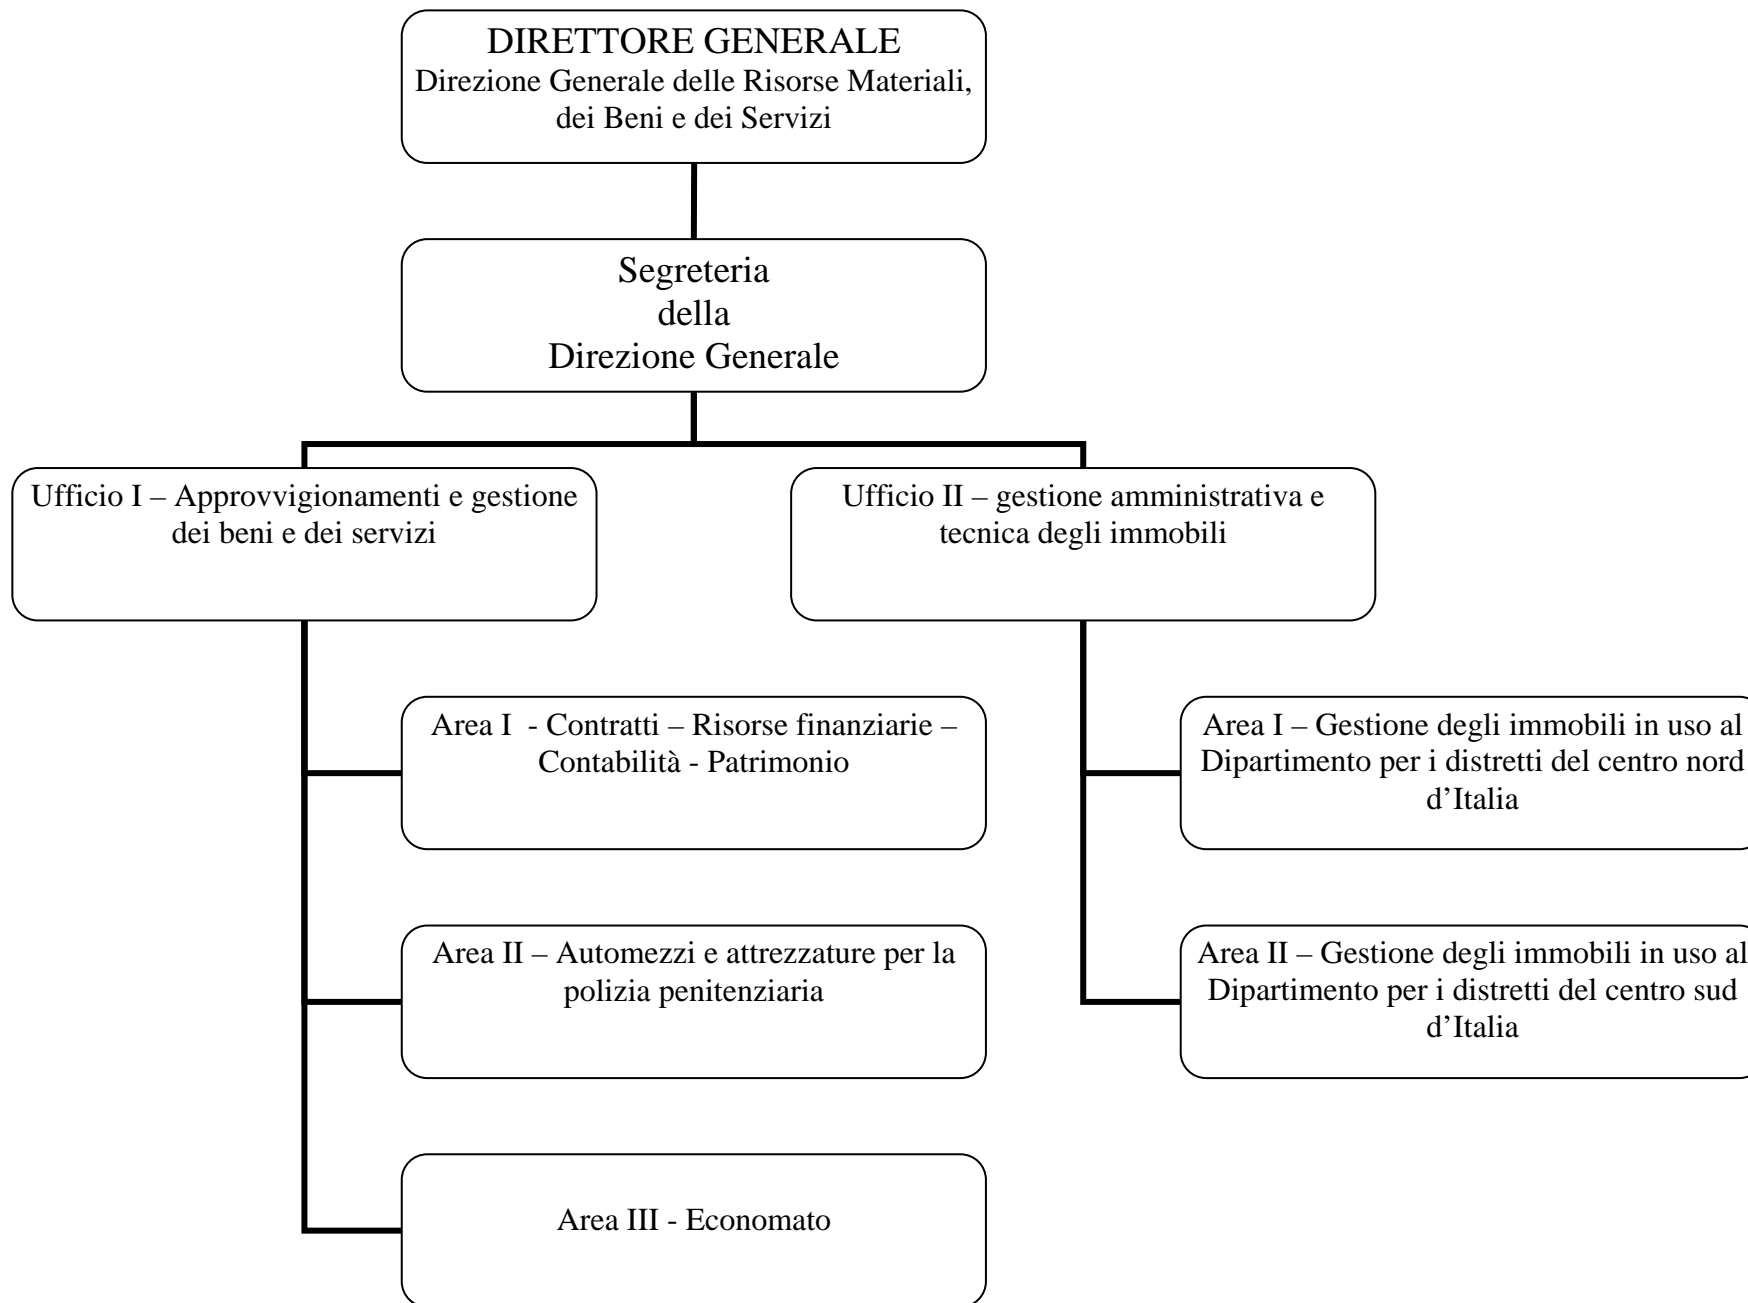 DIRETTORE GENERALE
Direzione Generale delle Risorse Materiali,
dei Beni e dei Servizi
Segreteria
della
Direzione Generale
Ufficio I – Approvvigionamenti e gestione
dei beni e dei servizi
Ufficio II – gestione amministrativa e
tecnica degli immobili
Area I  - Contratti – Risorse finanziarie –
Contabilità - Patrimonio
Area I – Gestione degli immobili in uso al
Dipartimento per i distretti del centro nord
d’Italia
Area II – Automezzi e attrezzature per la
polizia penitenziaria
Area II – Gestione degli immobili in uso al
Dipartimento per i distretti del centro sud
d’Italia
Area III - Economato